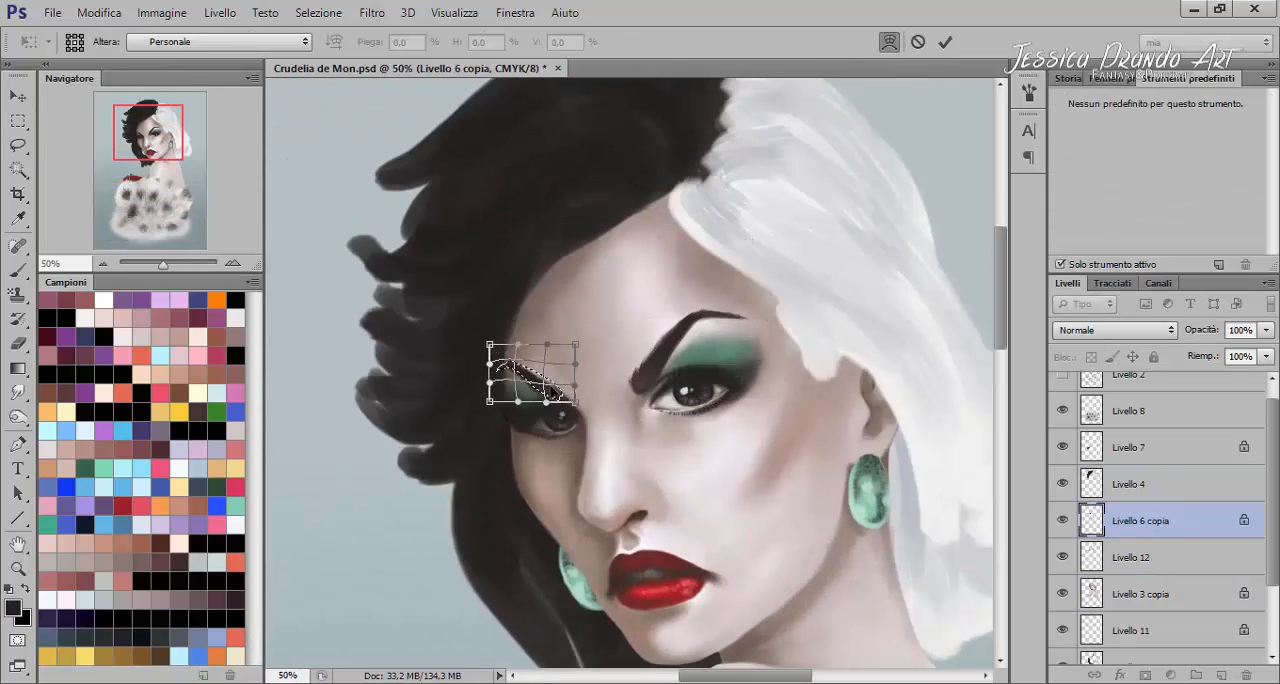 Ps File Modifica Immagine Livello Testo Selezione Filtro 3D Visualizza Finestra Aiuto
Altera: Personale Piega: 0,0 % H: 0,0 % V: 0,0 % mia
Jessica Prando Art
Fantasy&
Navigatore
Crudelia de Mon.psd @ 50% (Livello 6 copia, CMYK/8) * ×
Storia Strumenti predefiniti
Nessun predefinito per questo strumento.
50%
Solo strumento attivo
Campioni
Livelli Tracciati Canali
Tipo
Normale Opacità: 100%
Bloc.: Riemp.: 100%
Livello 2
Livello 8
Livello 7
Livello 4
Livello 6 copia
Livello 12
Livello 3 copia
Livello 11
50% Doc: 33,2 MB/134,3 MB